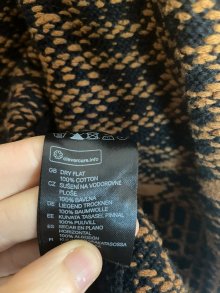 clevercare.info
GB DRY FLAT
100% COTTON
CZ SUŠENÍ NA VODOROVNÉ
PLOŠE
100% BAVLNA
DE LIEGEND TROCKNEN
100% BAUMWOLLE
EE KUIVATA TASASEL PINNAL
100% PUUVILL
ES SECAR EN PLANO
HORIZONTAL
100% ALGODÓN
FI